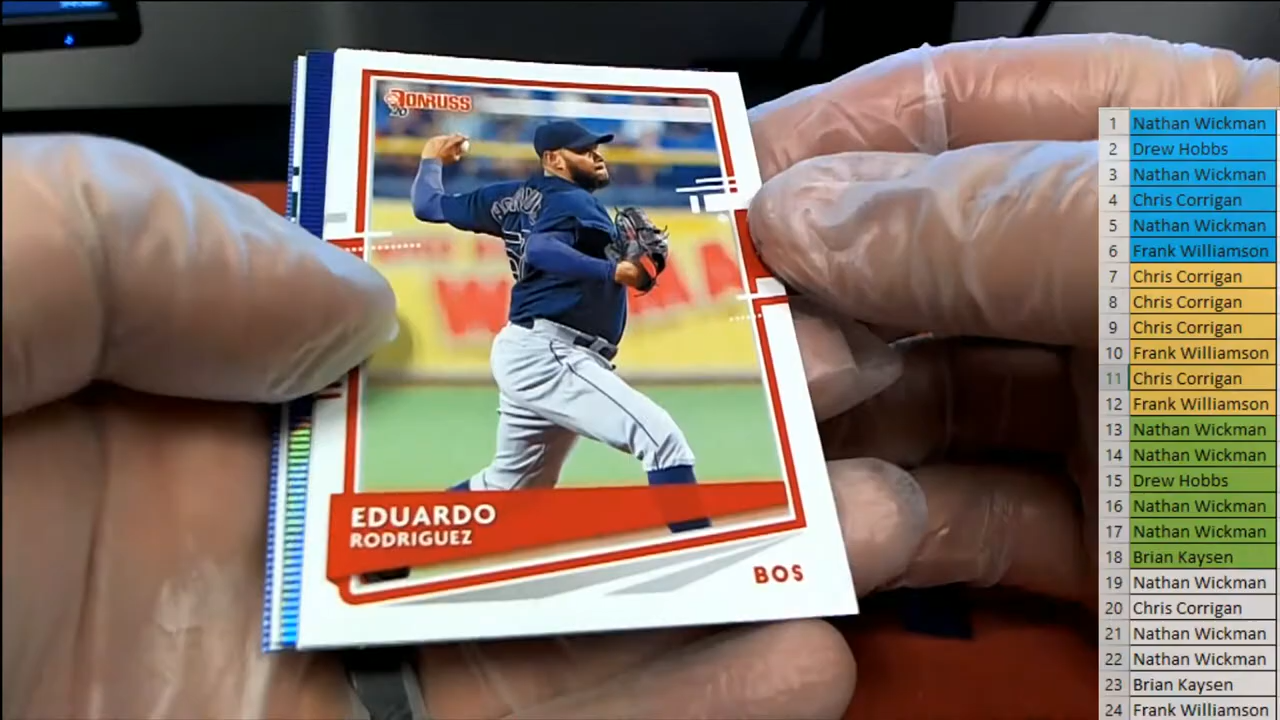 DONRUSS
20
EDUARDO
RODRIGUEZ
BOS
1 Nathan Wickman
2 Drew Hobbs
3 Nathan Wickman
4 Chris Corrigan
5 Nathan Wickman
6 Frank Williamson
7 Chris Corrigan
8 Chris Corrigan
9 Chris Corrigan
10 Frank Williamson
11 Chris Corrigan
12 Frank Williamson
13 Nathan Wickman
14 Nathan Wickman
15 Drew Hobbs
16 Nathan Wickman
17 Nathan Wickman
18 Brian Kaysen
19 Nathan Wickman
20 Chris Corrigan
21 Nathan Wickman
22 Nathan Wickman
23 Brian Kaysen
24 Frank Williamson